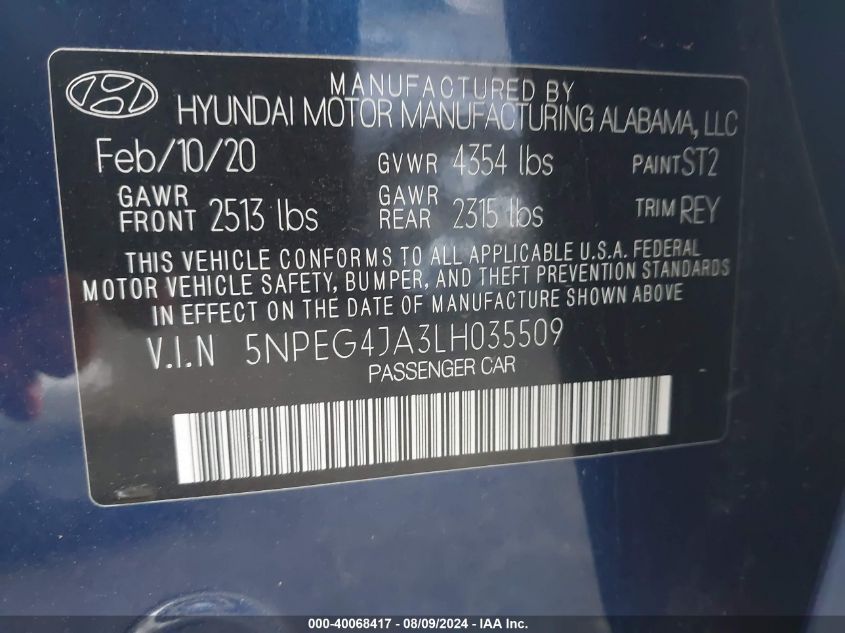 MANUFACTURED BY
HYUNDAI MOTOR MANUFACTURING ALABAMA, LLC
Feb/10/20 GVWR 4354 lbs PAINT ST2
GAWR FRONT 2513 lbs GAWR REAR 2315 lbs TRIM REY
THIS VEHICLE CONFORMS TO ALL APPLICABLE U.S.A. FEDERAL
MOTOR VEHICLE SAFETY, BUMPER, AND THEFT PREVENTION STANDARDS
IN EFFECT ON THE DATE OF MANUFACTURE SHOWN ABOVE
V.I.N 5NPEG4JA3LH035509
PASSENGER CAR
000-40068417 - 08/09/2024 - IAA Inc.